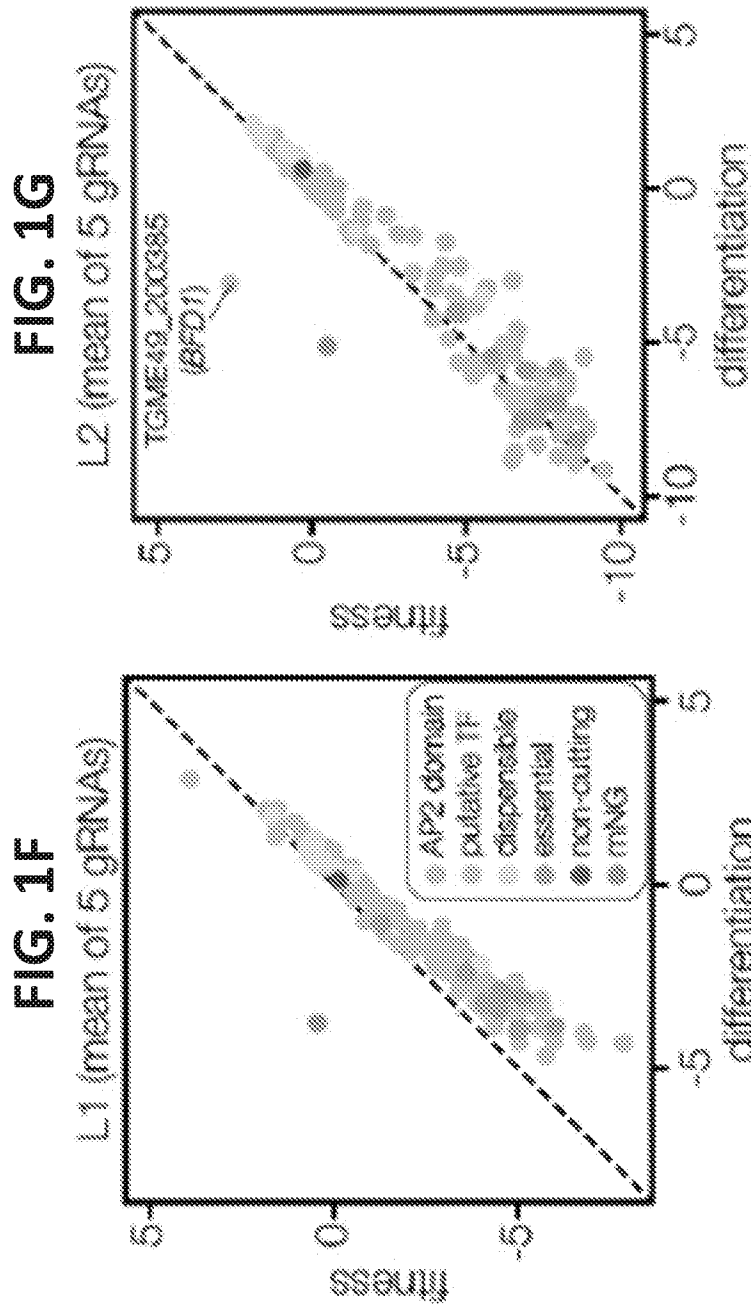 FIG. 1F
L1 (mean of 5 gRNAs)
fitness
5
0
-5
AP2 domain
putative TF
dispensible
essential
non-cutting
mNG
-5
0
5
differentiation
FIG. 1G
L2 (mean of 5 gRNAs)
fitness
5
0
-5
-10
TGME49_200385
(BFD1)
-10
-5
0
5
differentiation